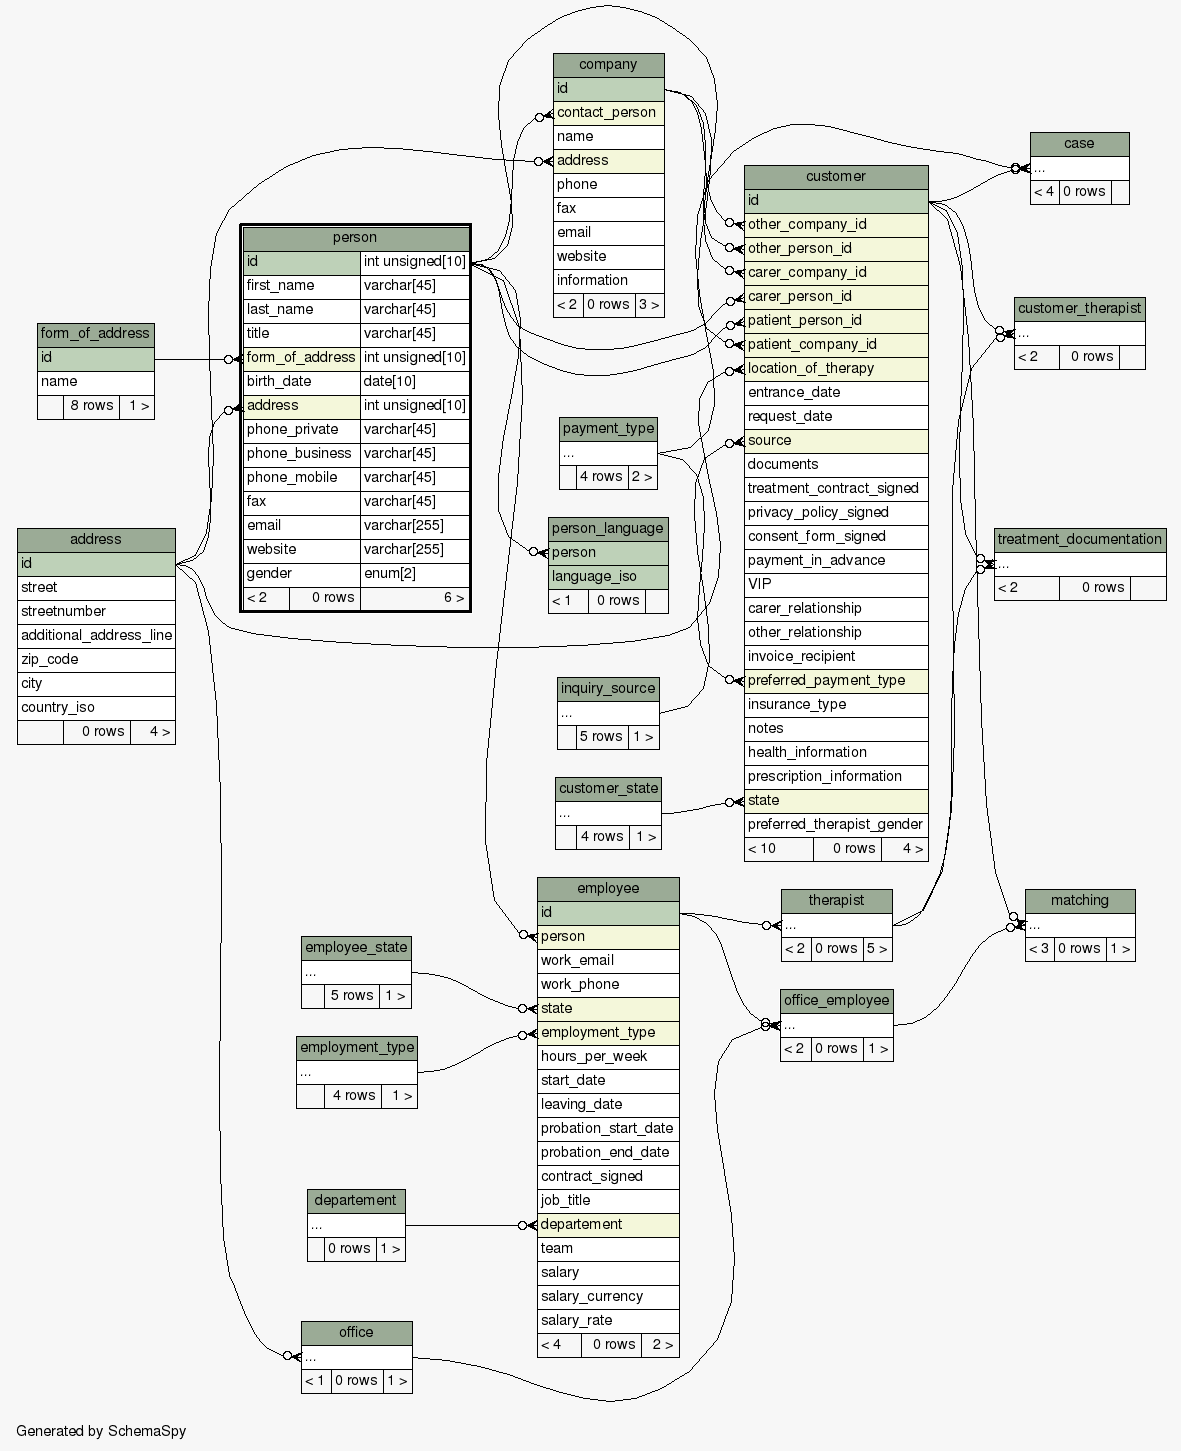 company
id
contact_person
name
address
phone
fax
email
website
information
< 2 0 rows 3 >
case
...
< 4 0 rows
customer
id
other_company_id
other_person_id
carer_company_id
carer_person_id
patient_person_id
patient_company_id
location_of_therapy
entrance_date
request_date
source
documents
treatment_contract_signed
privacy_policy_signed
consent_form_signed
payment_in_advance
VIP
carer_relationship
other_relationship
invoice_recipient
preferred_payment_type
insurance_type
notes
health_information
prescription_information
state
preferred_therapist_gender
< 10 0 rows 4 >
person
id int unsigned[10]
first_name varchar[45]
last_name varchar[45]
title varchar[45]
form_of_address int unsigned[10]
birth_date date[10]
address int unsigned[10]
phone_private varchar[45]
phone_business varchar[45]
phone_mobile varchar[45]
fax varchar[45]
email varchar[255]
website varchar[255]
gender enum[2]
< 2 0 rows 6 >
customer_therapist
...
< 2 0 rows
form_of_address
id
name
8 rows 1 >
payment_type
...
4 rows 2 >
person_language
person
language_iso
< 1 0 rows
address
id
street
streetnumber
additional_address_line
zip_code
city
country_iso
0 rows 4 >
treatment_documentation
...
< 2 0 rows
inquiry_source
...
5 rows 1 >
customer_state
...
4 rows 1 >
employee
id
person
work_email
work_phone
state
employment_type
hours_per_week
start_date
leaving_date
probation_start_date
probation_end_date
contract_signed
job_title
departement
team
salary
salary_currency
salary_rate
< 4 0 rows 2 >
therapist
...
< 2 0 rows 5 >
matching
...
< 3 0 rows 1 >
employee_state
...
5 rows 1 >
office_employee
...
< 2 0 rows 1 >
employment_type
...
4 rows 1 >
departement
...
0 rows 1 >
office
...
< 1 0 rows 1 >
Generated by SchemaSpy